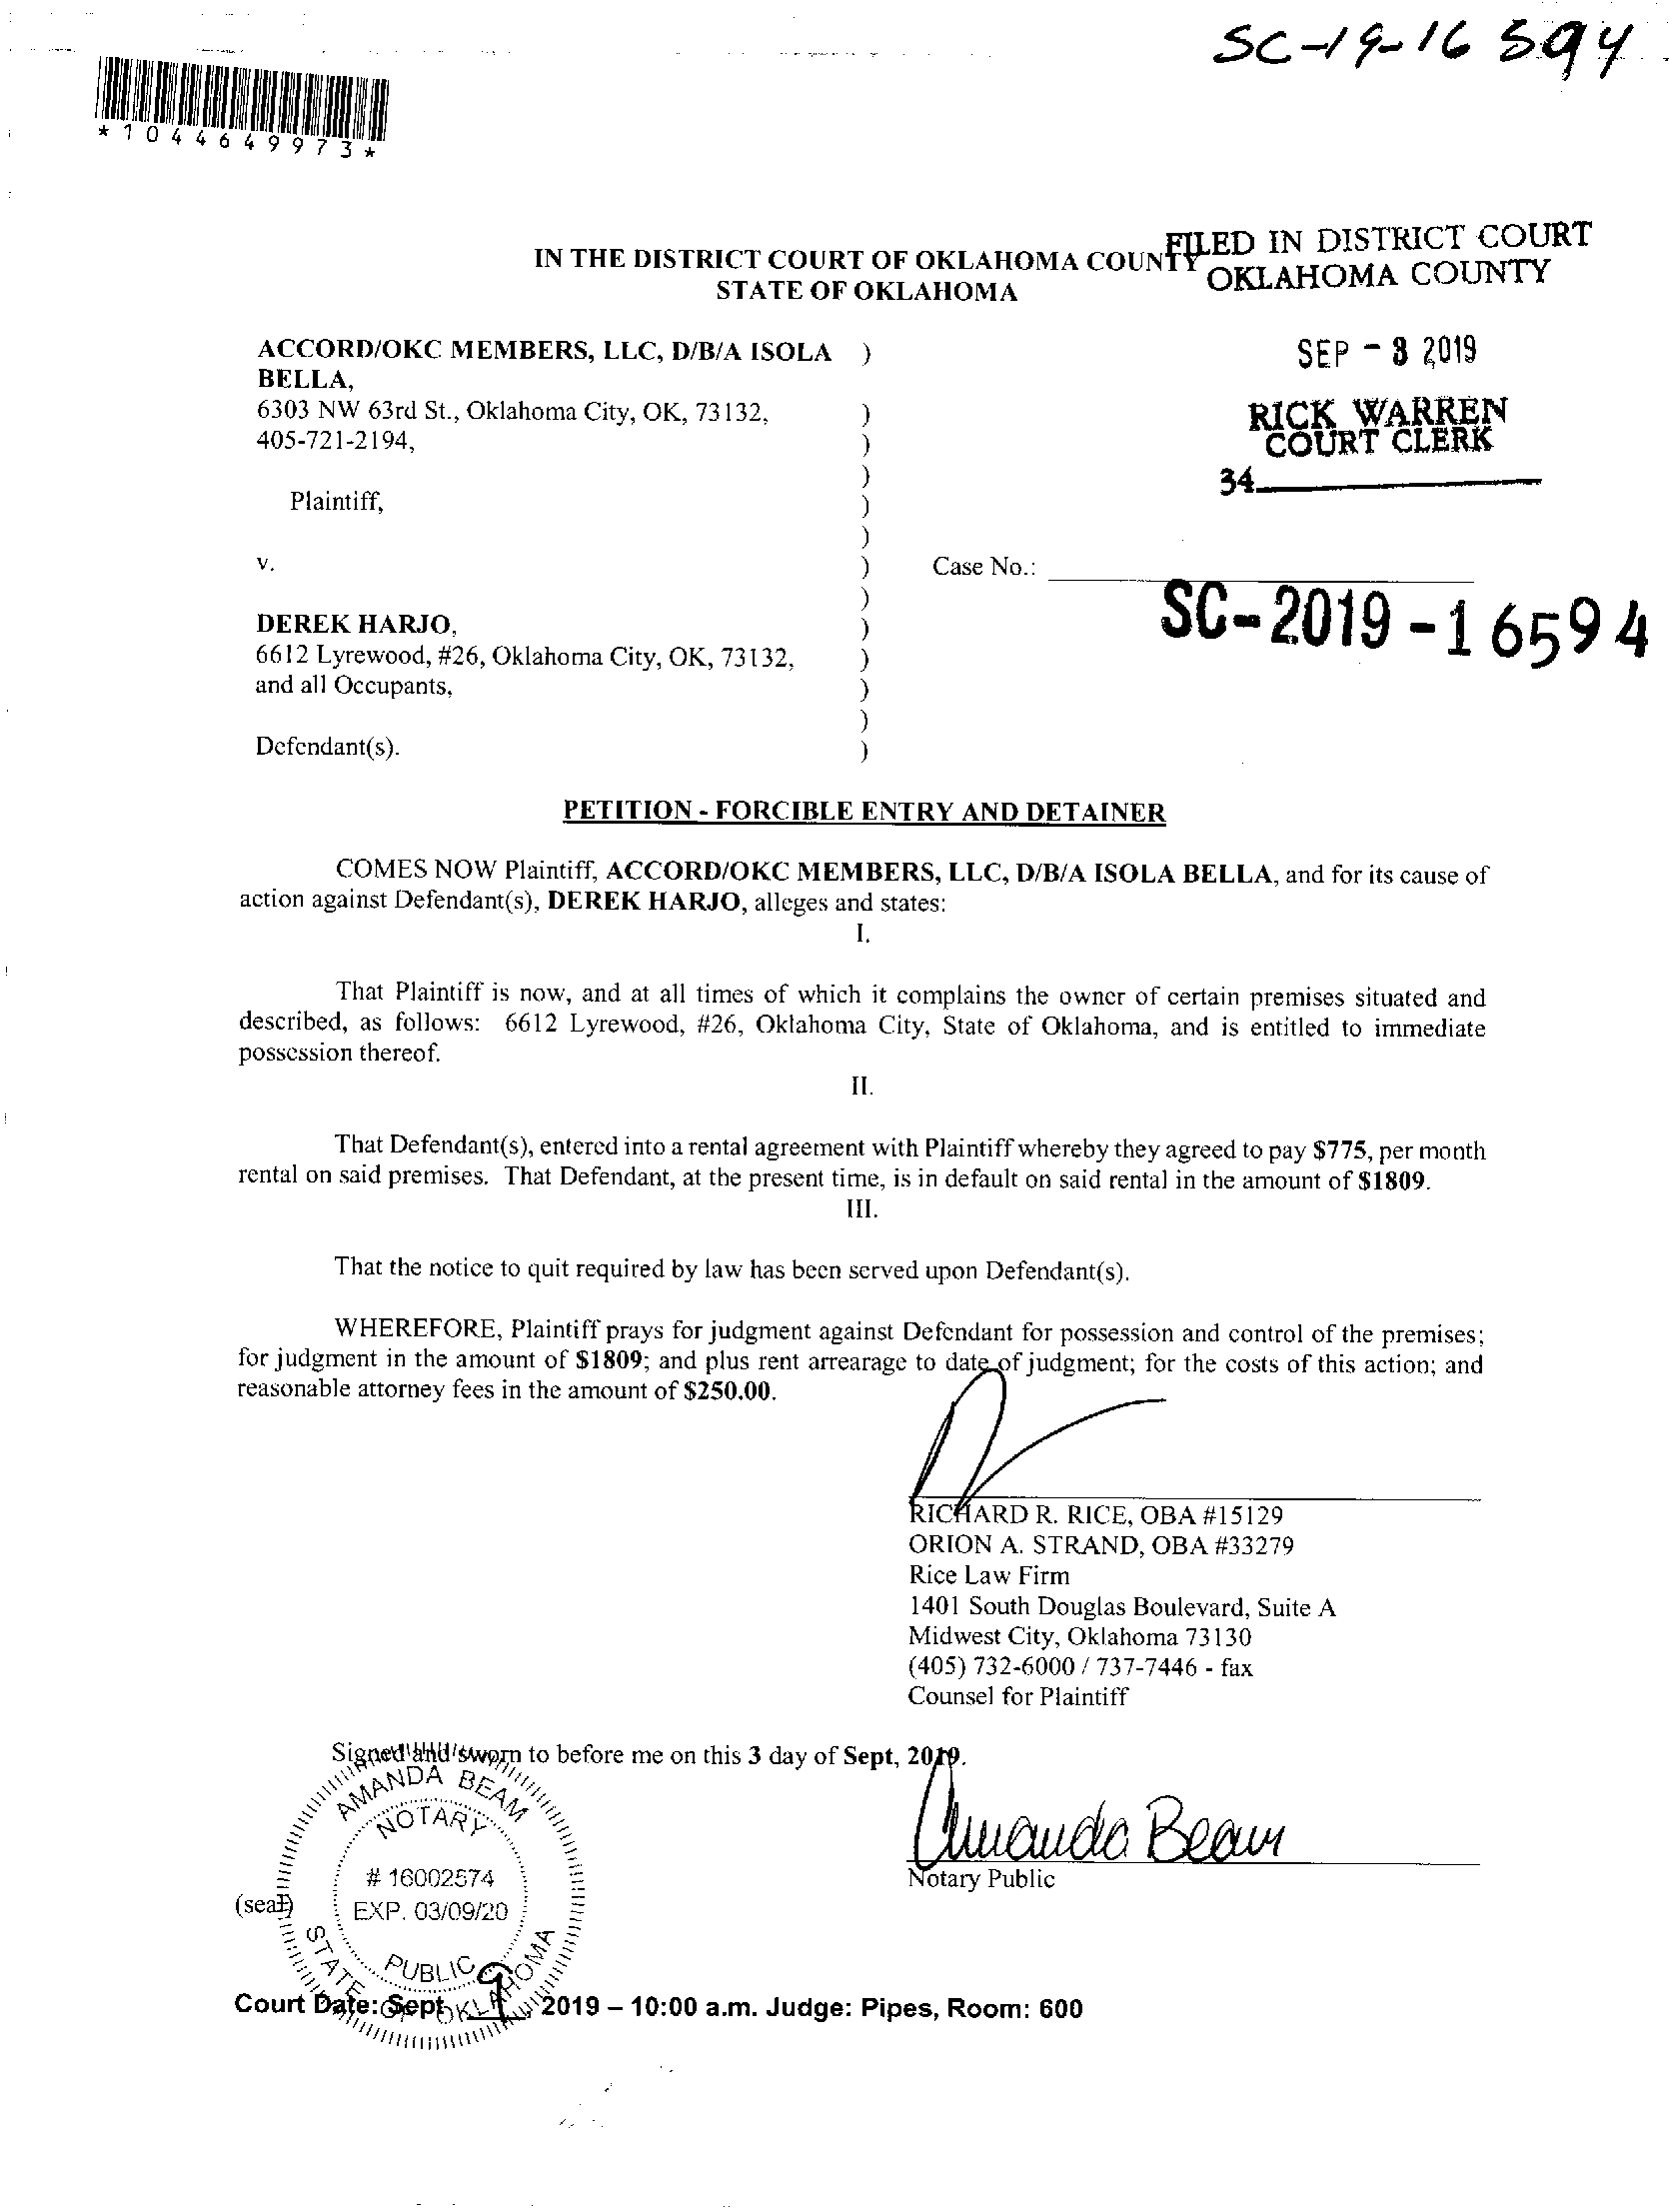 SC-19-16594
*1044649973*
IN THE DISTRICT COURT OF OKLAHOMA COUNTY
STATE OF OKLAHOMA
FILED IN DISTRICT COURT
OKLAHOMA COUNTY
SEP - 3 2019
RICK WARREN
COURT CLERK
34
ACCORD/OKC MEMBERS, LLC, D/B/A ISOLA )
BELLA,
6303 NW 63rd St., Oklahoma City, OK, 73132, )
405-721-2194, )
)
Plaintiff, )
)
v. ) Case No.:
SC-2019-16594
)
DEREK HARJO, )
6612 Lyrewood, #26, Oklahoma City, OK, 73132, )
and all Occupants, )
)
Defendant(s). )
PETITION - FORCIBLE ENTRY AND DETAINER
COMES NOW Plaintiff, ACCORD/OKC MEMBERS, LLC, D/B/A ISOLA BELLA, and for its cause of
action against Defendant(s), DEREK HARJO, alleges and states:
I.
That Plaintiff is now, and at all times of which it complains the owner of certain premises situated and
described, as follows: 6612 Lyrewood, #26, Oklahoma City, State of Oklahoma, and is entitled to immediate
possession thereof.
II.
That Defendant(s), entered into a rental agreement with Plaintiff whereby they agreed to pay $775, per month
rental on said premises. That Defendant, at the present time, is in default on said rental in the amount of $1809.
III.
That the notice to quit required by law has been served upon Defendant(s).
WHEREFORE, Plaintiff prays for judgment against Defendant for possession and control of the premises;
for judgment in the amount of $1809; and plus rent arrearage to date of judgment; for the costs of this action; and
reasonable attorney fees in the amount of $250.00.
RICHARD R. RICE, OBA #15129
ORION A. STRAND, OBA #33279
Rice Law Firm
1401 South Douglas Boulevard, Suite A
Midwest City, Oklahoma 73130
(405) 732-6000 / 737-7446 - fax
Counsel for Plaintiff
Signed and sworn to before me on this 3 day of Sept, 2019.
Amanda Beam
Notary Public
(seal)
AMANDA BEAM
NOTARY
# 16002574
EXP. 03/09/20
PUBLIC
STATE OF OKLAHOMA
Court Date: Sept 9, 2019 – 10:00 a.m. Judge: Pipes, Room: 600